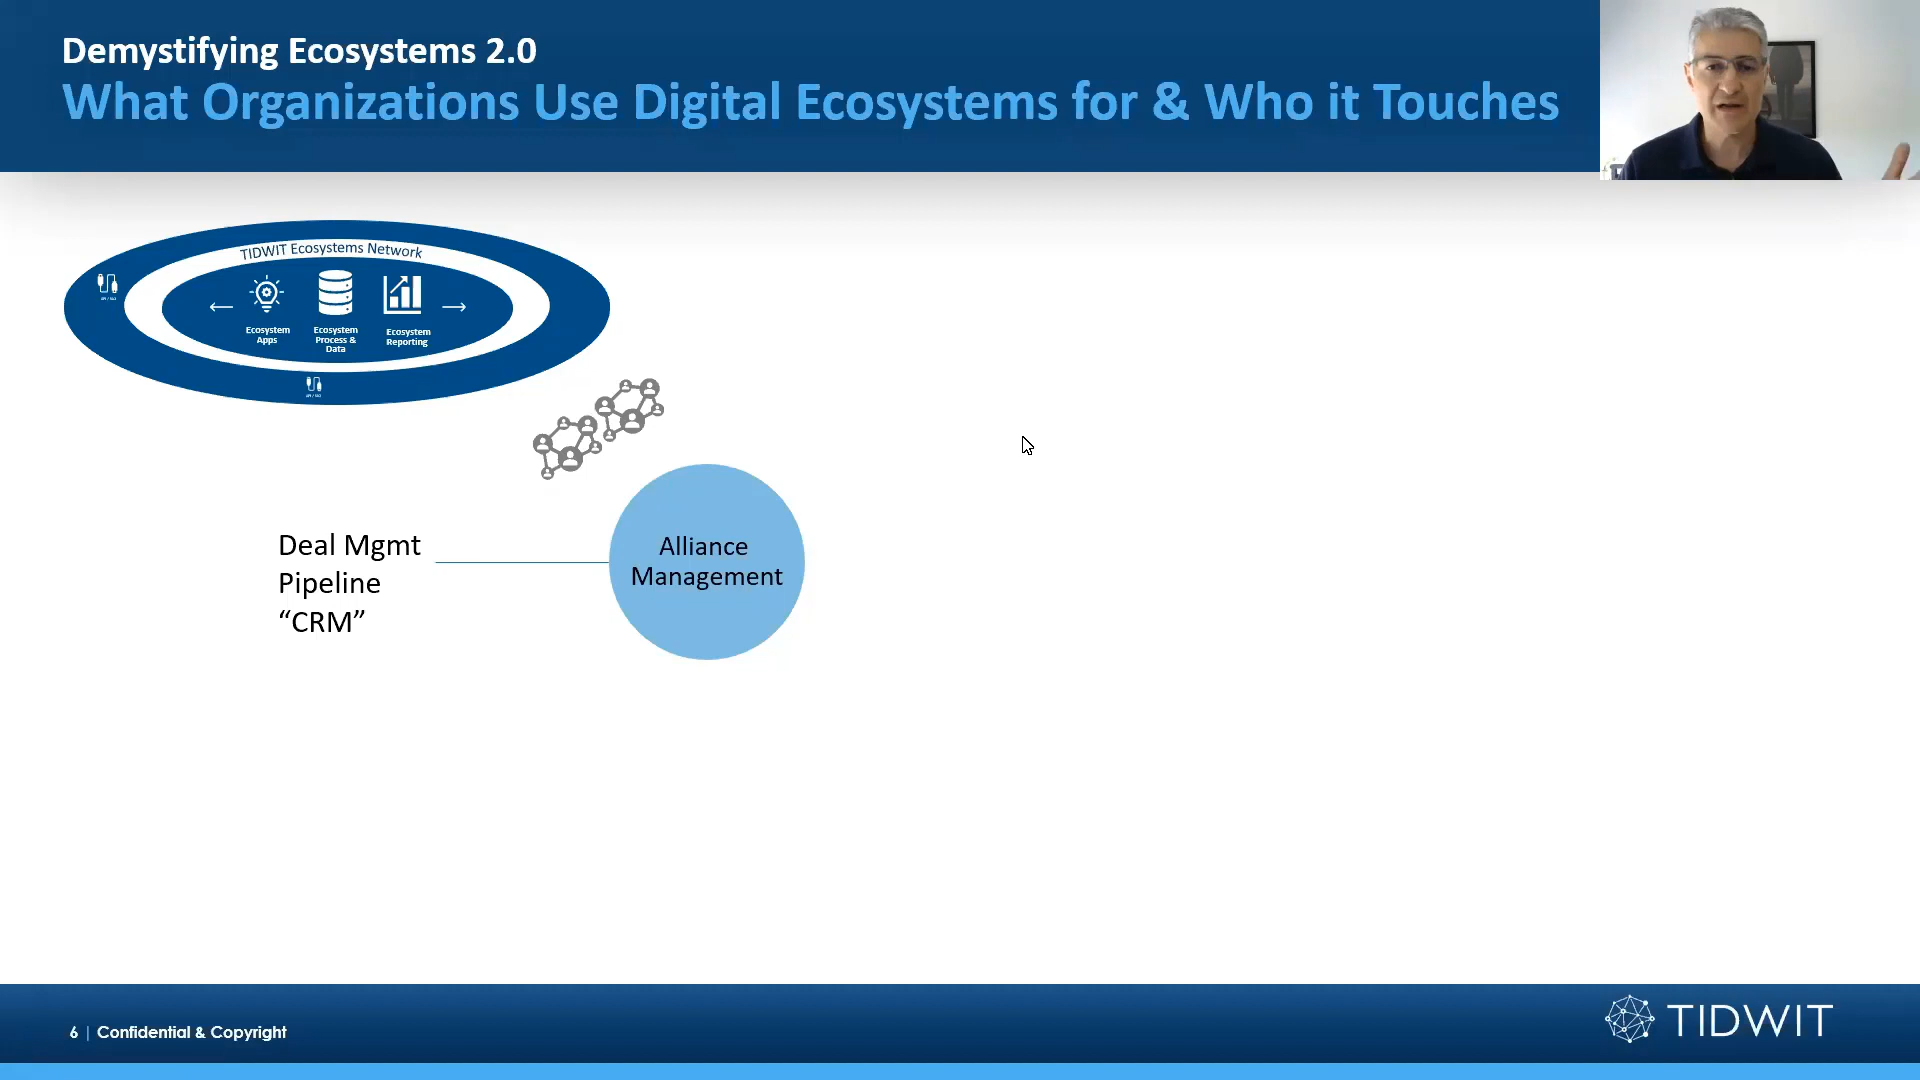 Demystifying Ecosystems 2.0
What Organizations Use Digital Ecosystems for & Who it Touches
TIDWIT Ecosystems Network
Ecosystem
Apps
Ecosystem
Process &
Data
Ecosystem
Reporting
Deal Mgmt
Pipeline
“CRM”
Alliance
Management
6 | Confidential & Copyright
TIDWIT